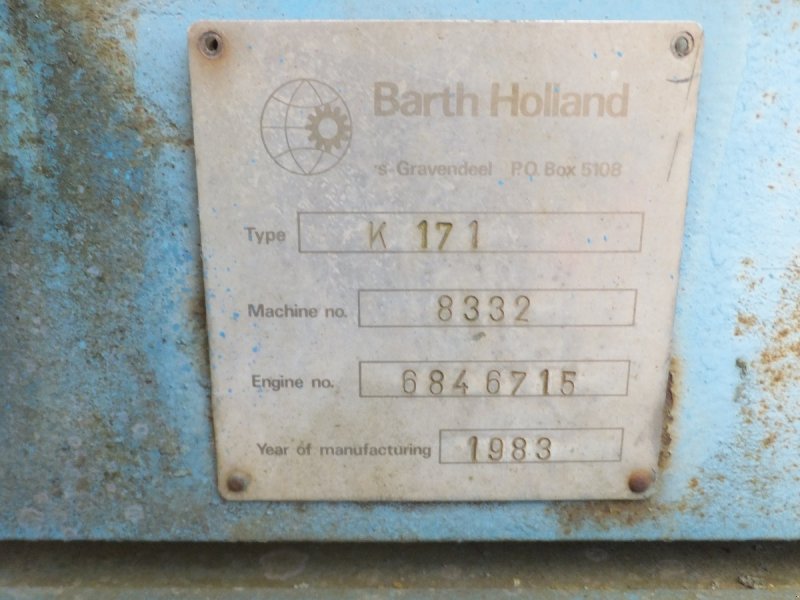 Barth Holland
's-Gravendeel P.O. Box 5108
Type K 171
Machine no. 8332
Engine no. 6846715
Year of manufacturing 1983